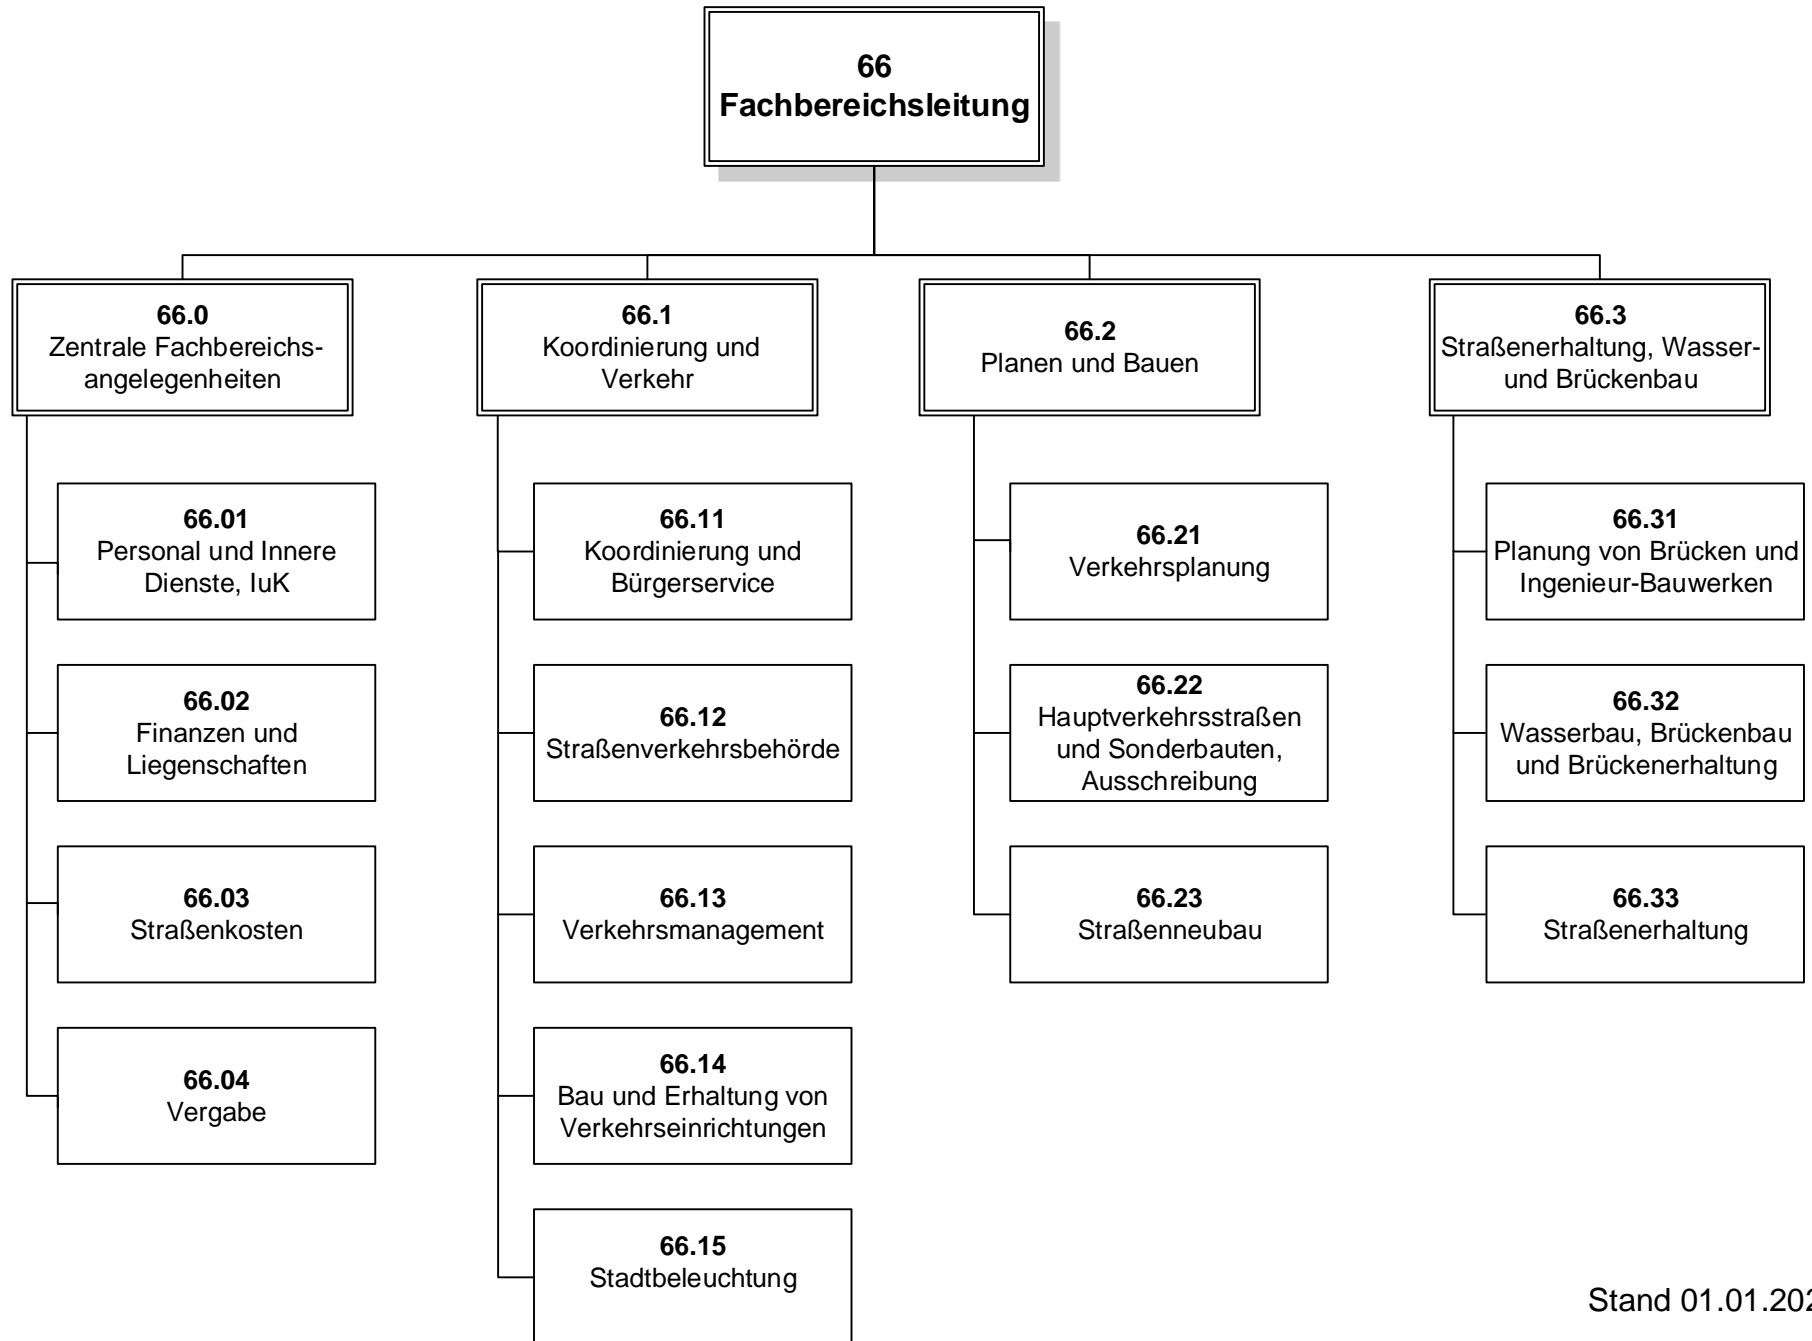 66
Fachbereichsleitung
66.0
Zentrale Fachbereichs-
angelegenheiten
66.1
Koordinierung und
Verkehr
66.2
Planen und Bauen
66.3
Straßenerhaltung, Wasser-
und Brückenbau
66.01
Personal und Innere
Dienste, IuK
66.02
Finanzen und
Liegenschaften
66.03
Straßenkosten
66.04
Vergabe
66.11
Koordinierung und
Bürgerservice
66.12
Straßenverkehrsbehörde
66.13
Verkehrsmanagement
66.14
Bau und Erhaltung von
Verkehrseinrichtungen
66.15
Stadtbeleuchtung
66.21
Verkehrsplanung
66.22
Hauptverkehrsstraßen
und Sonderbauten,
Ausschreibung
66.23
Straßenneubau
66.31
Planung von Brücken und
Ingenieur-Bauwerken
66.32
Wasserbau, Brückenbau
und Brückenerhaltung
66.33
Straßenerhaltung
Stand